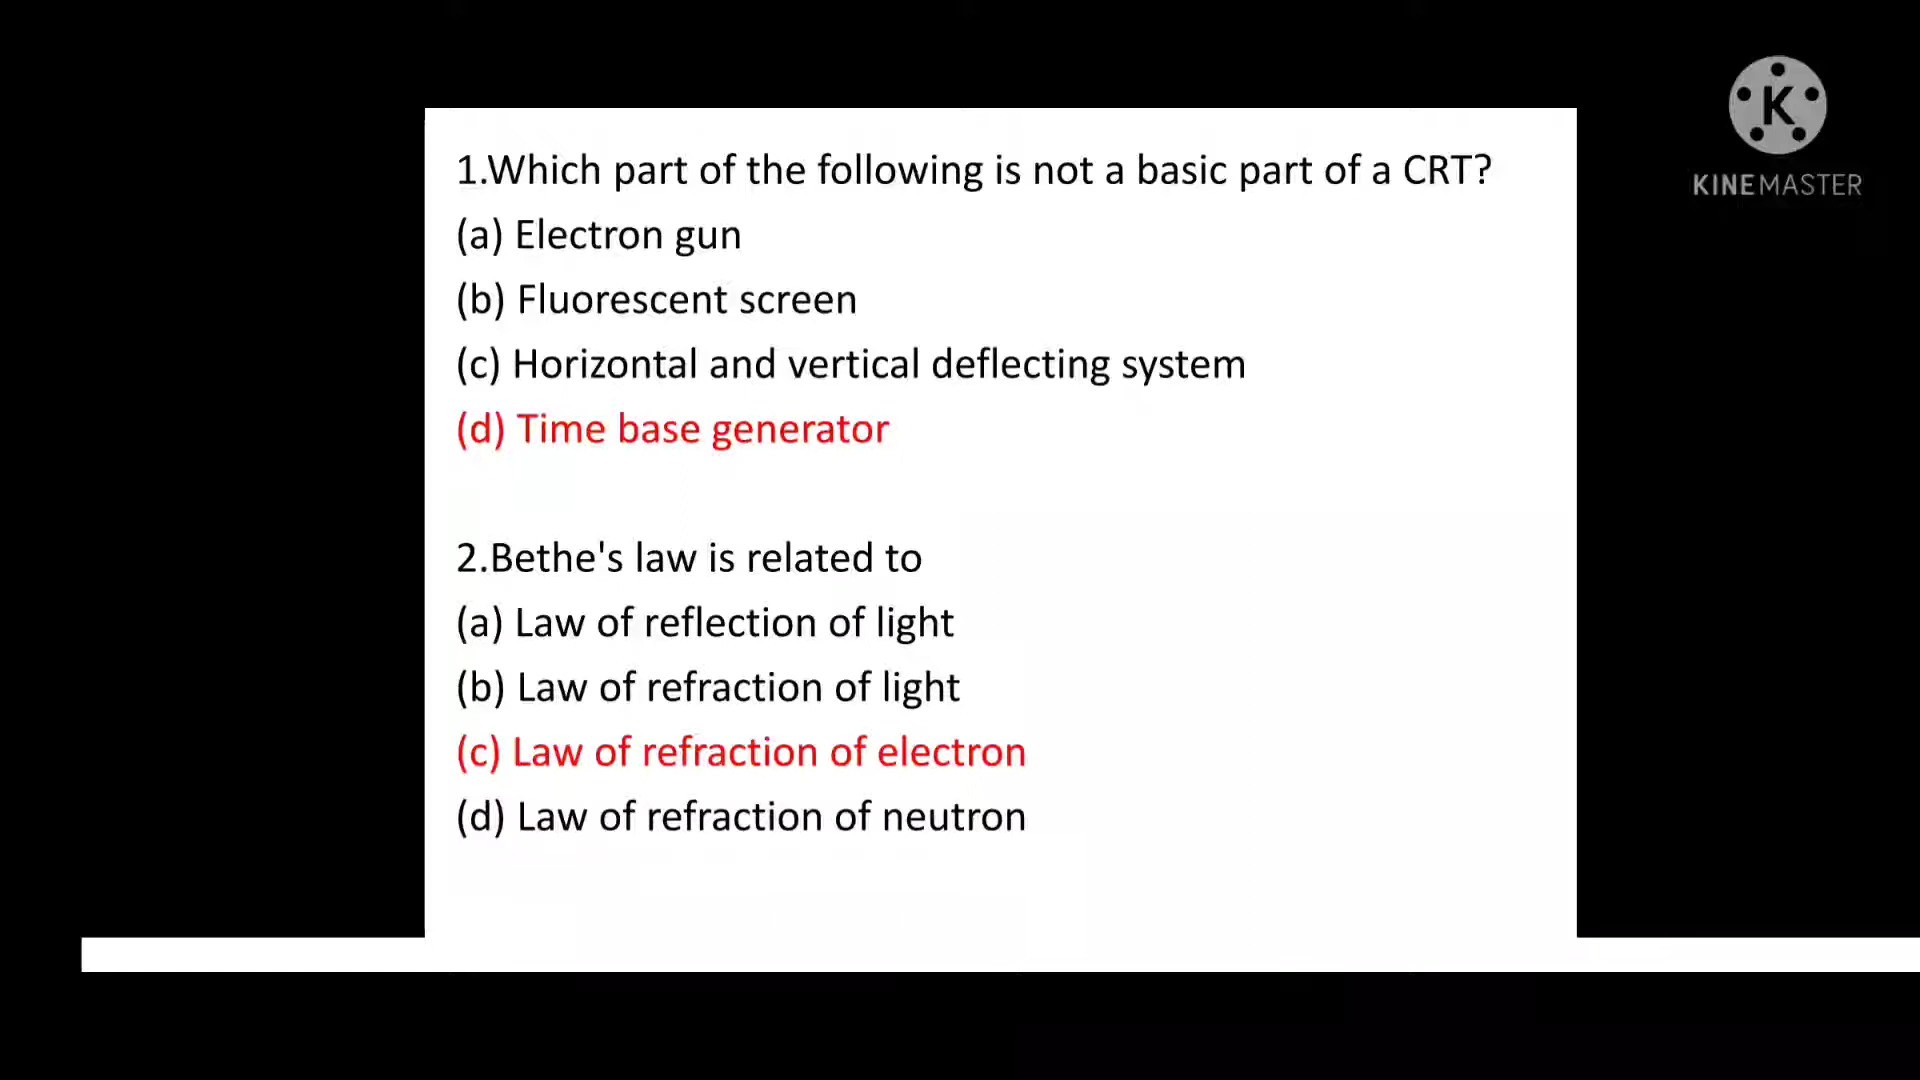 1.Which part of the following is not a basic part of a CRT?
(a) Electron gun
(b) Fluorescent screen
(c) Horizontal and vertical deflecting system
(d) Time base generator
2.Bethe's law is related to
(a) Law of reflection of light
(b) Law of refraction of light
(c) Law of refraction of electron
(d) Law of refraction of neutron
K
KINEMASTER